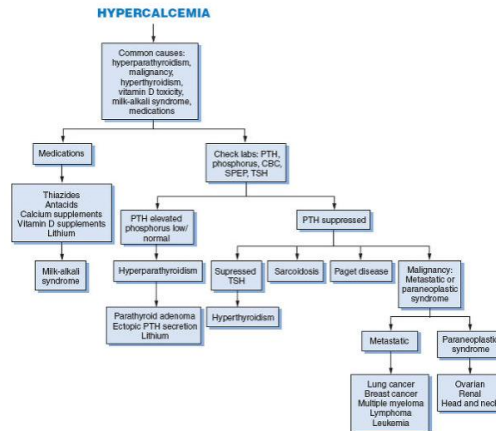 HYPERCALCEMIA
Common causes:
hyperparathyroidism,
malignancy,
hyperthyroidism,
vitamin D toxicity,
milk-alkali syndrome,
medications
Medications
Check labs: PTH,
phosphorus, CBC,
SPEP, TSH
Thiazides
Antacids
Calcium supplements
Vitamin D supplements
Lithium
PTH elevated
phosphorus low/
normal
PTH suppressed
Milk-alkali
syndrome
Hyperparathyroidism
Supressed
TSH
Sarcoidosis
Paget disease
Malignancy:
Metastatic or
paraneoplastic
syndrome
Parathyroid adenoma
Ectopic PTH secretion
Lithium
Hyperthyroidism
Metastatic
Paraneoplastic
syndrome
Lung cancer
Breast cancer
Multiple myeloma
Lymphoma
Leukemia
Ovarian
Renal
Head and neck